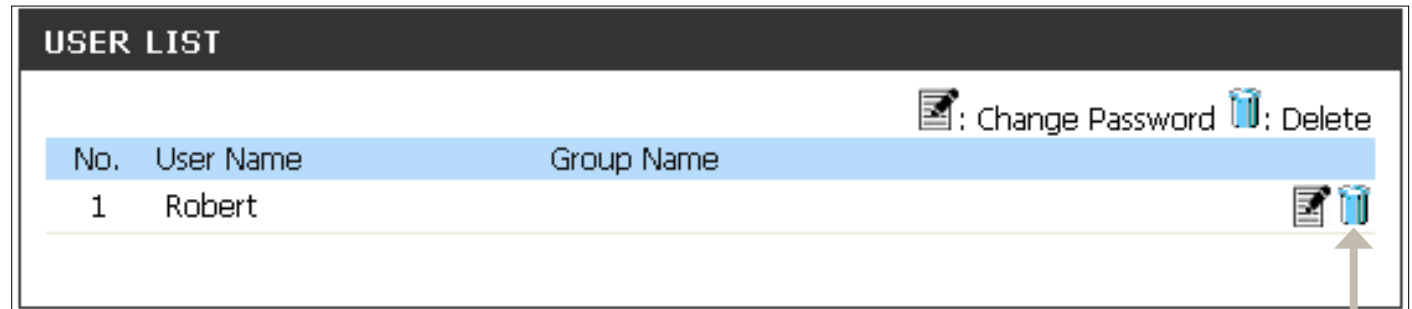 USER LIST
: Change Password : Delete
No. User Name Group Name
1 Robert